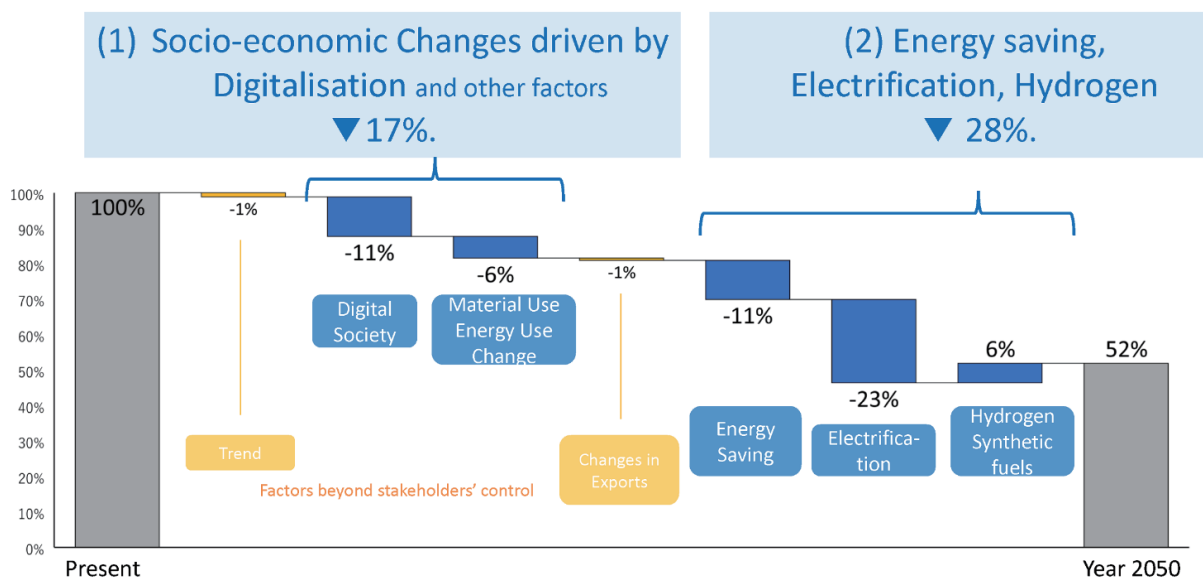 (1) Socio-economic Changes driven by
Digitalisation and other factors
▼17%.
(2) Energy saving,
Electrification, Hydrogen
▼ 28%.
100%
90%
80%
70%
60%
50%
40%
30%
20%
10%
0%
100%
-1%
-11%
-6%
-1%
-11%
-23%
6%
52%
Digital
Society
Material Use
Energy Use
Change
Trend
Factors beyond stakeholders’ control
Changes in
Exports
Energy
Saving
Electrifica-
tion
Hydrogen
Synthetic
fuels
Present
Year 2050